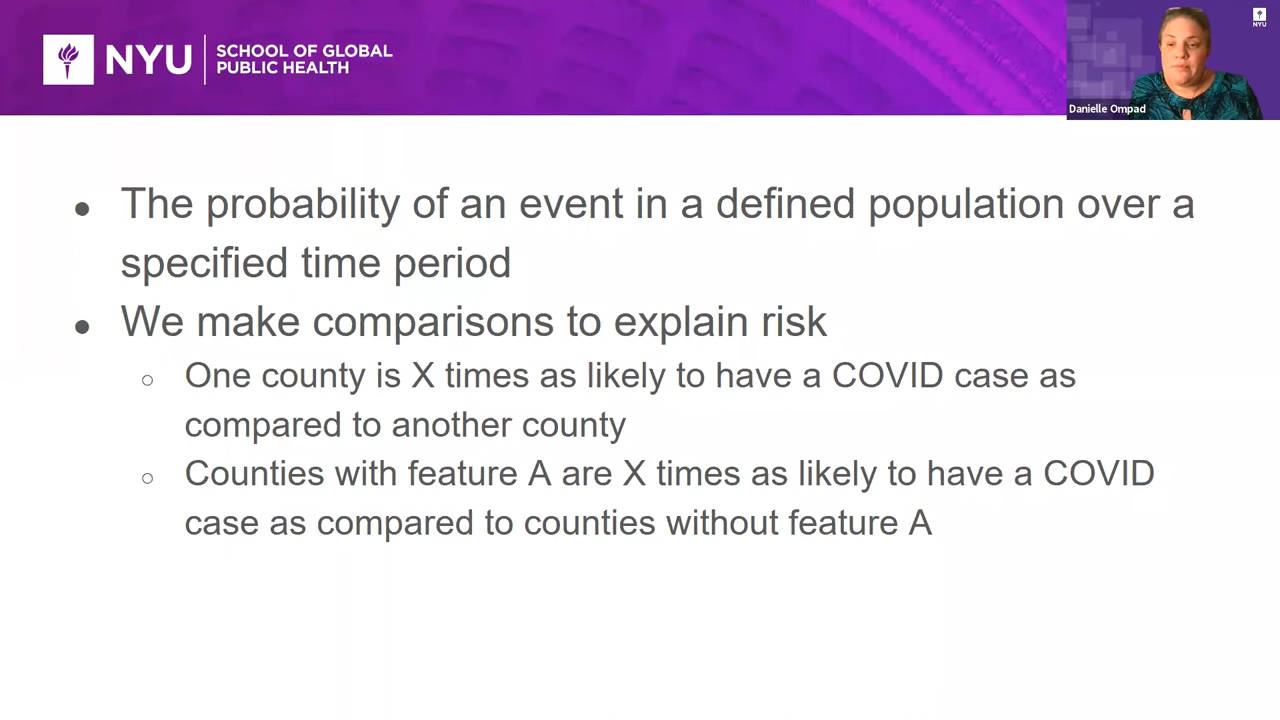 NYU
SCHOOL OF GLOBAL
PUBLIC HEALTH
NYU
Danielle Ompad
● The probability of an event in a defined population over a
specified time period
● We make comparisons to explain risk
○ One county is X times as likely to have a COVID case as
compared to another county
○ Counties with feature A are X times as likely to have a COVID
case as compared to counties without feature A